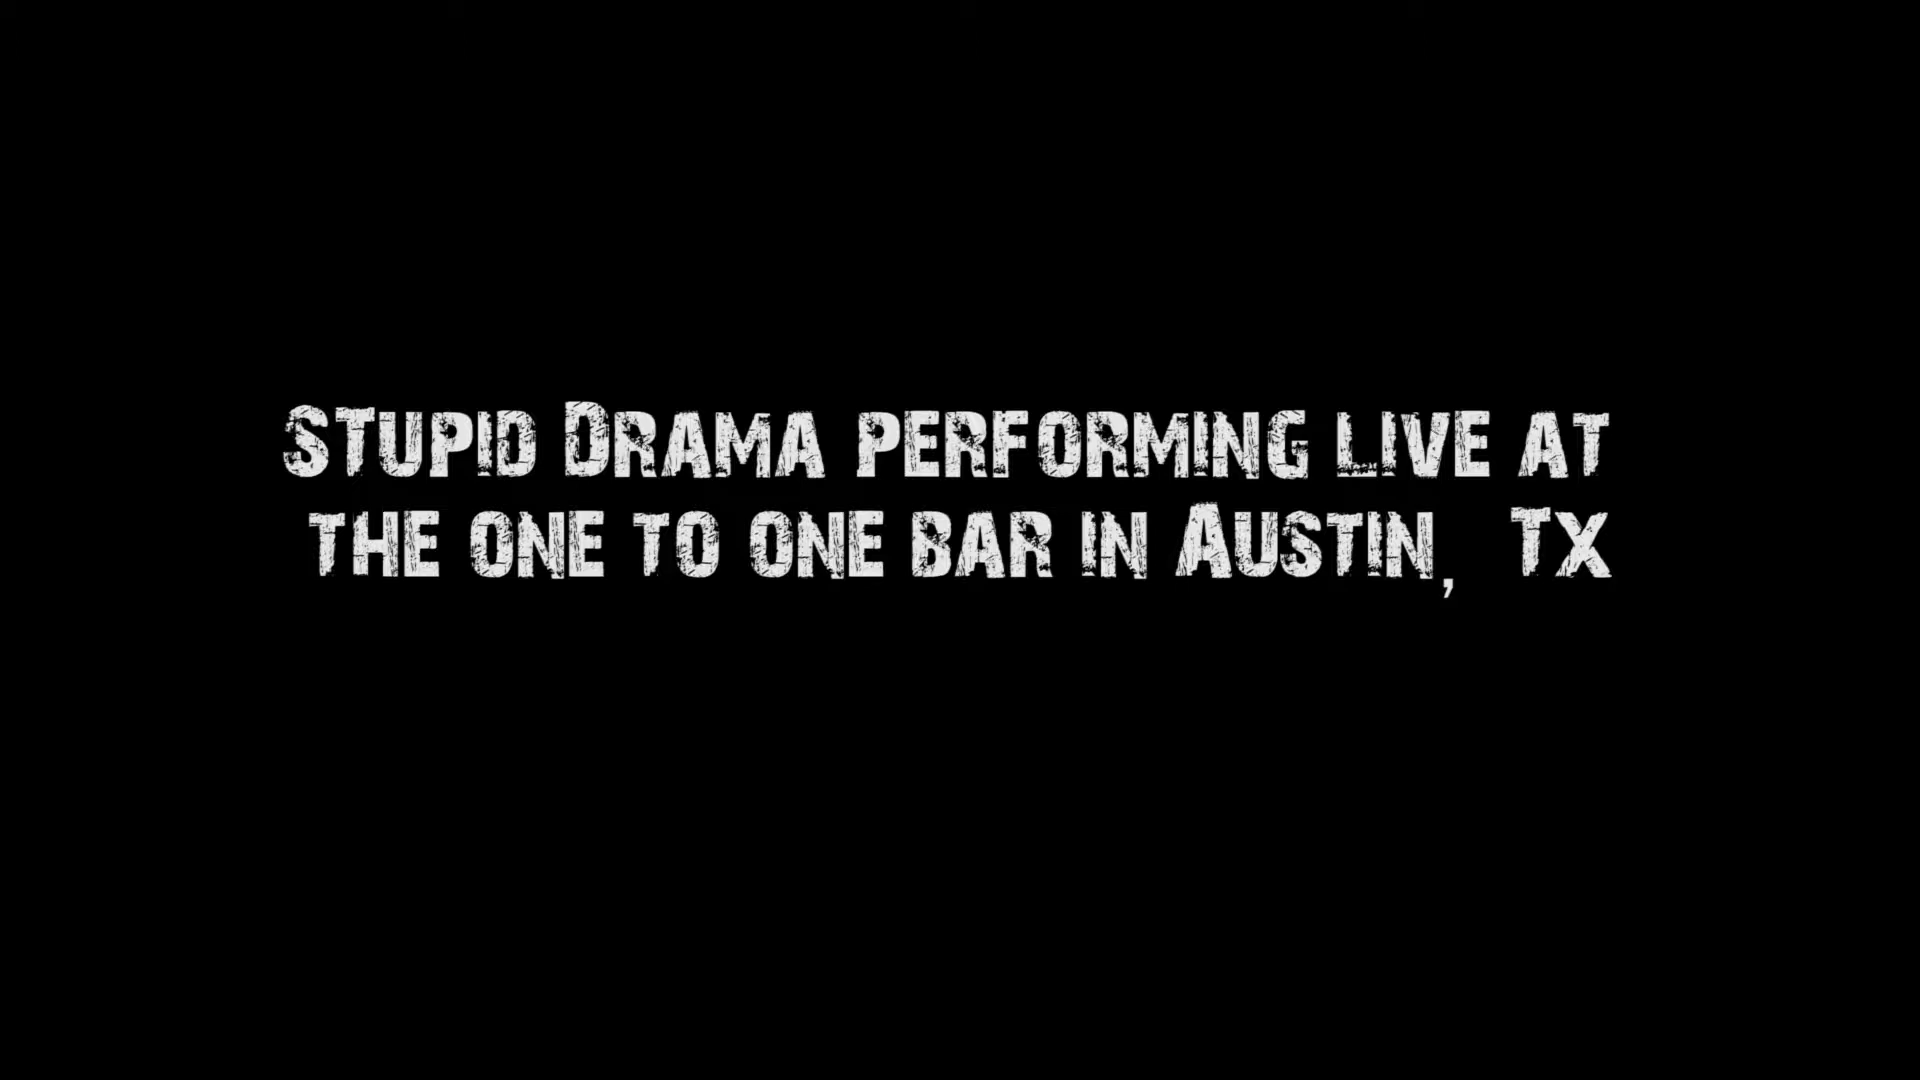 Stupid Drama performing live at
the one to one bar in Austin, Tx